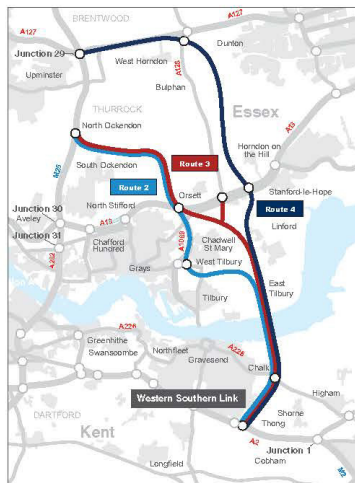 BRENTWOOD
A127
A127
Junction 29
Dunton
West Horndon
Upminster
A128
Bulphan
THURROCK
Essex
A13
North Ockendon
Horndon on
the Hill
Route 3
South Ockendon
M25
Route 2
Stanford-le-Hope
Orsett
Junction 30
North Stifford
Route 4
Aveley
A13
Linford
Junction 31
Chafford
Hundred
A1089
Chadwell
St Mary
A282
Grays
West Tilbury
East
Tilbury
Tilbury
A226
Greenhithe
Swanscombe
Northfleet
A226
Gravesend
Chalk
Western Southern Link
Higham
DARTFORD
Shorne
Thong
Kent
A2
Junction 1
Cobham
Longfield
M2